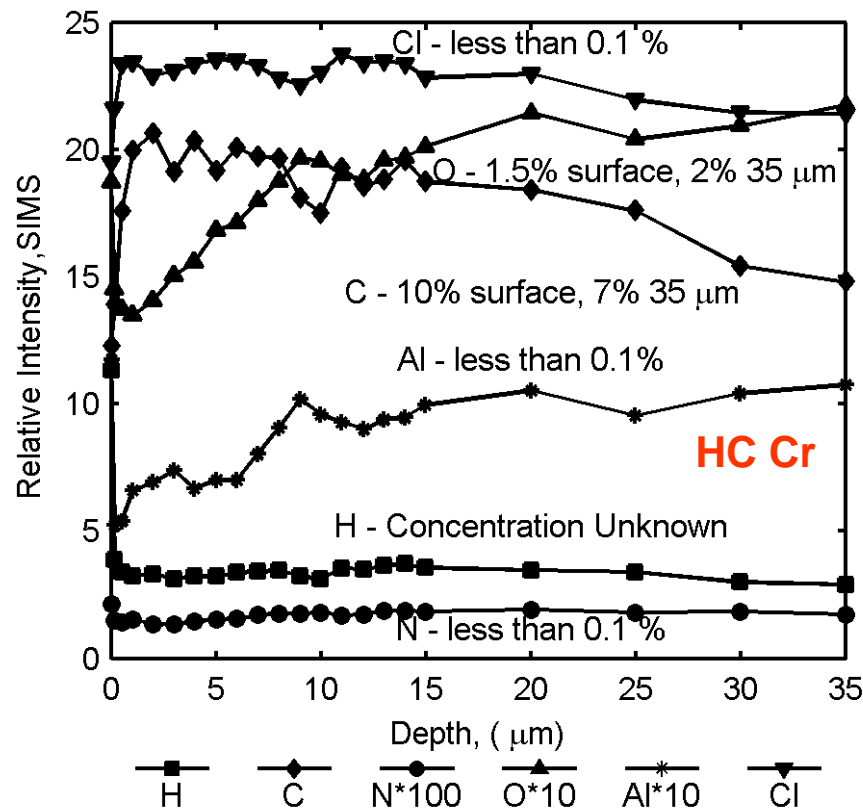 25
20
15
10
5
0
Relative Intensity,SIMS
Cl - less than 0.1 %
O - 1.5% surface, 2% 35 μm
C - 10% surface, 7% 35 μm
Al - less than 0.1%
HC Cr
H - Concentration Unknown
N - less than 0.1 %
0 5 10 15 20 25 30 35
Depth, ( μm)
H C N*100 O*10 Al*10 Cl